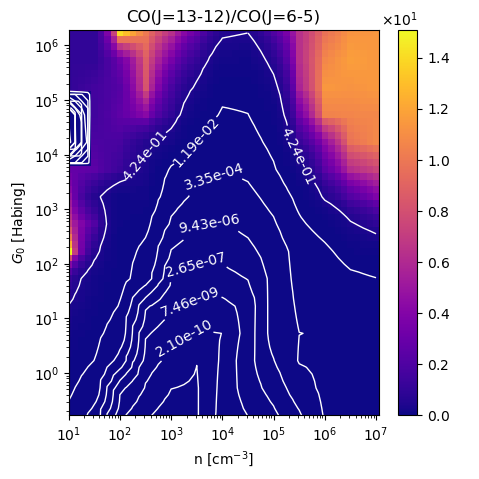 CO(J=13-12)/CO(J=6-5)
×10¹
10⁶
10⁵
10⁴
10³
10²
10¹
10⁰
G₀ [Habing]
4.24e-01
1.19e-02
4.24e-01
3.35e-04
9.43e-06
2.65e-07
7.46e-09
2.10e-10
1.4
1.2
1.0
0.8
0.6
0.4
0.2
0.0
10¹ 10² 10³ 10⁴ 10⁵ 10⁶ 10⁷
n [cm⁻³]